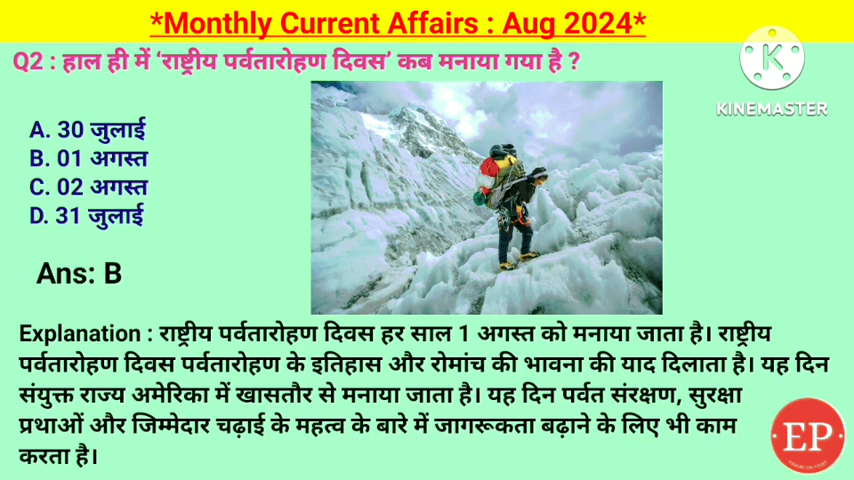 *Monthly Current Affairs : Aug 2024*
Q2 : हाल ही में ‘राष्ट्रीय पर्वतारोहण दिवस’ कब मनाया गया है ?
KINEMASTER
A. 30 जुलाई
B. 01 अगस्त
C. 02 अगस्त
D. 31 जुलाई
Ans: B
Explanation : राष्ट्रीय पर्वतारोहण दिवस हर साल 1 अगस्त को मनाया जाता है। राष्ट्रीय
पर्वतारोहण दिवस पर्वतारोहण के इतिहास और रोमांच की भावना की याद दिलाता है। यह दिन
संयुक्त राज्य अमेरिका में खासतौर से मनाया जाता है। यह दिन पर्वत संरक्षण, सुरक्षा
प्रथाओं और जिम्मेदार चढ़ाई के महत्व के बारे में जागरूकता बढ़ाने के लिए भी काम
करता है।
EP